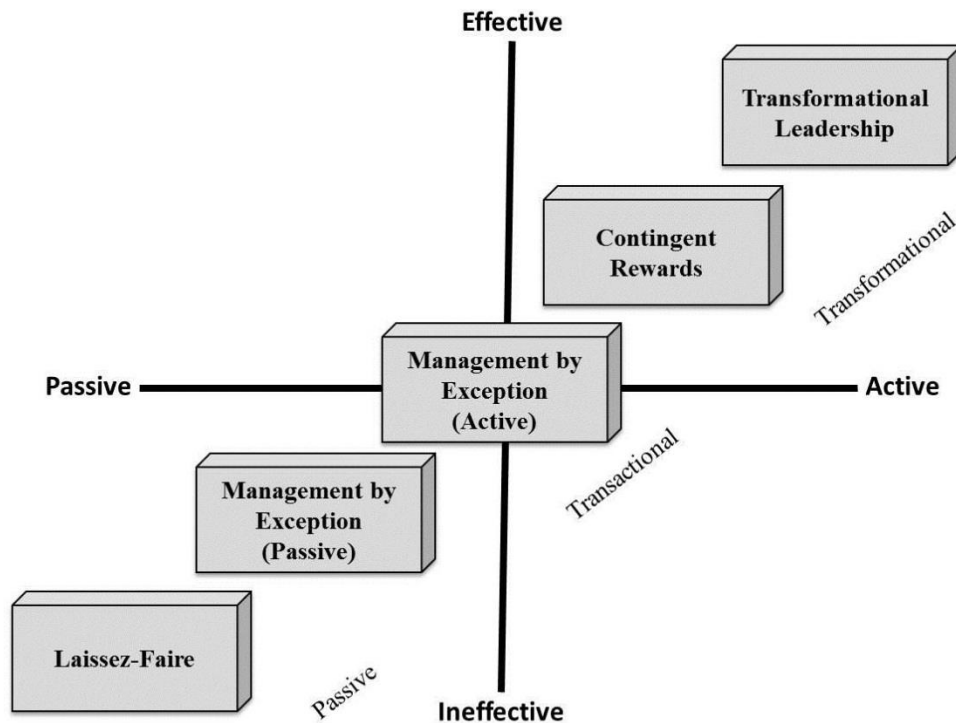 Effective
Transformational
Leadership
Contingent
Rewards
Transformational
Management by
Exception
(Active)
Passive
Active
Transactional
Management by
Exception
(Passive)
Laissez-Faire
Passive
Ineffective